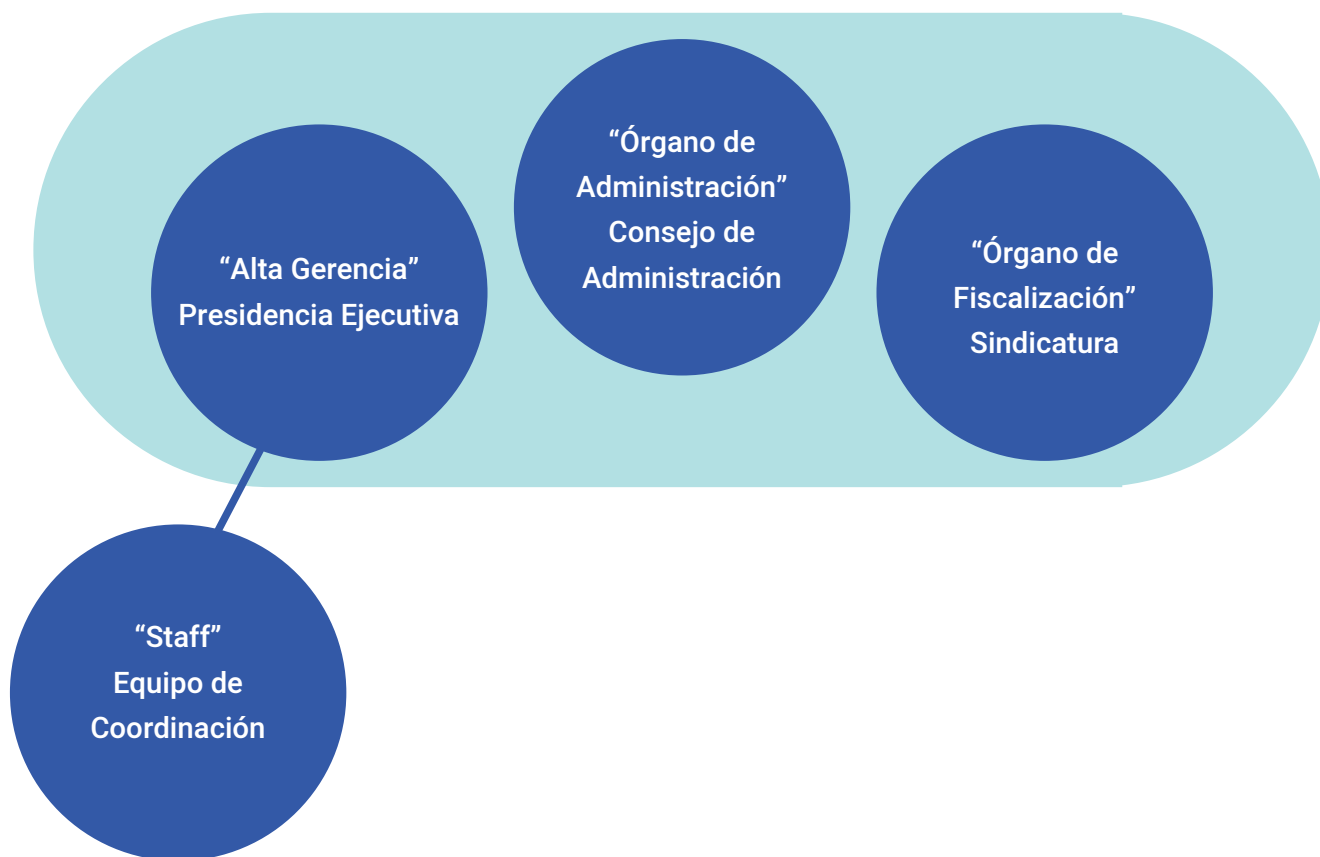 “Alta Gerencia”
Presidencia Ejecutiva
“Órgano de
Administración”
Consejo de
Administración
“Órgano de
Fiscalización”
Sindicatura
“Staff”
Equipo de
Coordinación